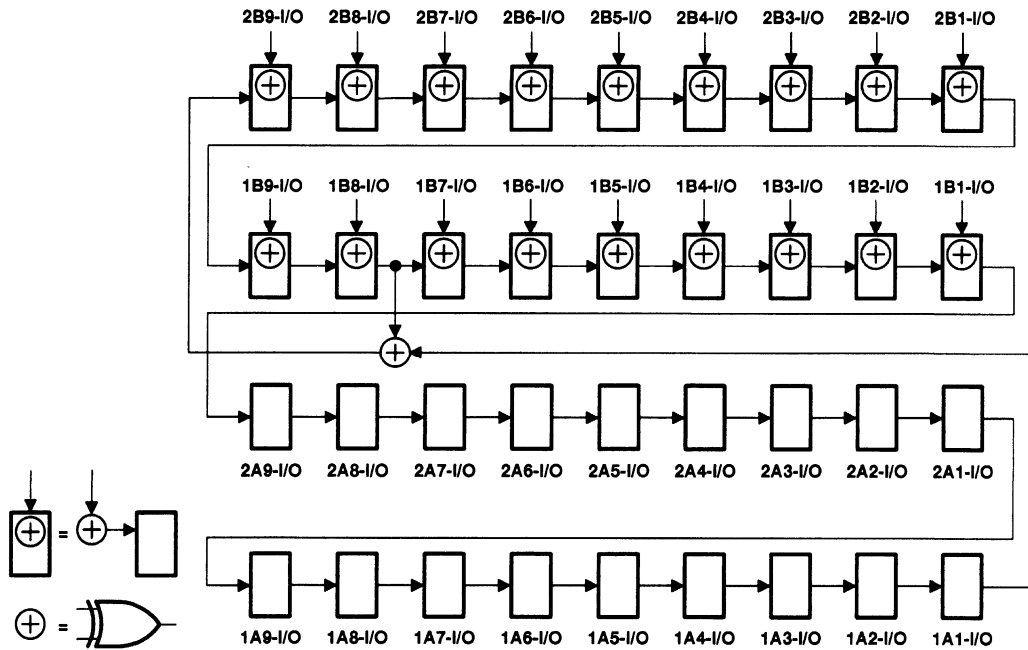 2B9-I/O 2B8-I/O 2B7-I/O 2B6-I/O 2B5-I/O 2B4-I/O 2B3-I/O 2B2-I/O 2B1-I/O
1B9-I/O 1B8-I/O 1B7-I/O 1B6-I/O 1B5-I/O 1B4-I/O 1B3-I/O 1B2-I/O 1B1-I/O
2A9-I/O 2A8-I/O 2A7-I/O 2A6-I/O 2A5-I/O 2A4-I/O 2A3-I/O 2A2-I/O 2A1-I/O
=
=
1A9-I/O 1A8-I/O 1A7-I/O 1A6-I/O 1A5-I/O 1A4-I/O 1A3-I/O 1A2-I/O 1A1-I/O